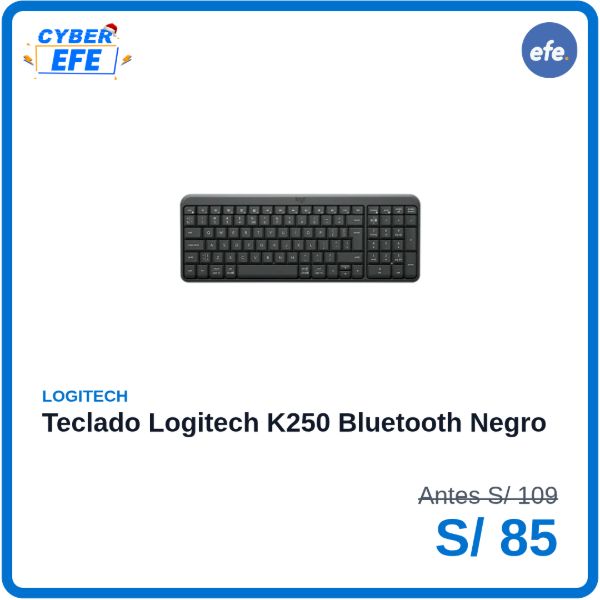 CYBER
EFE
efe.
LOGITECH
Teclado Logitech K250 Bluetooth Negro
Antes S/ 109
S/ 85